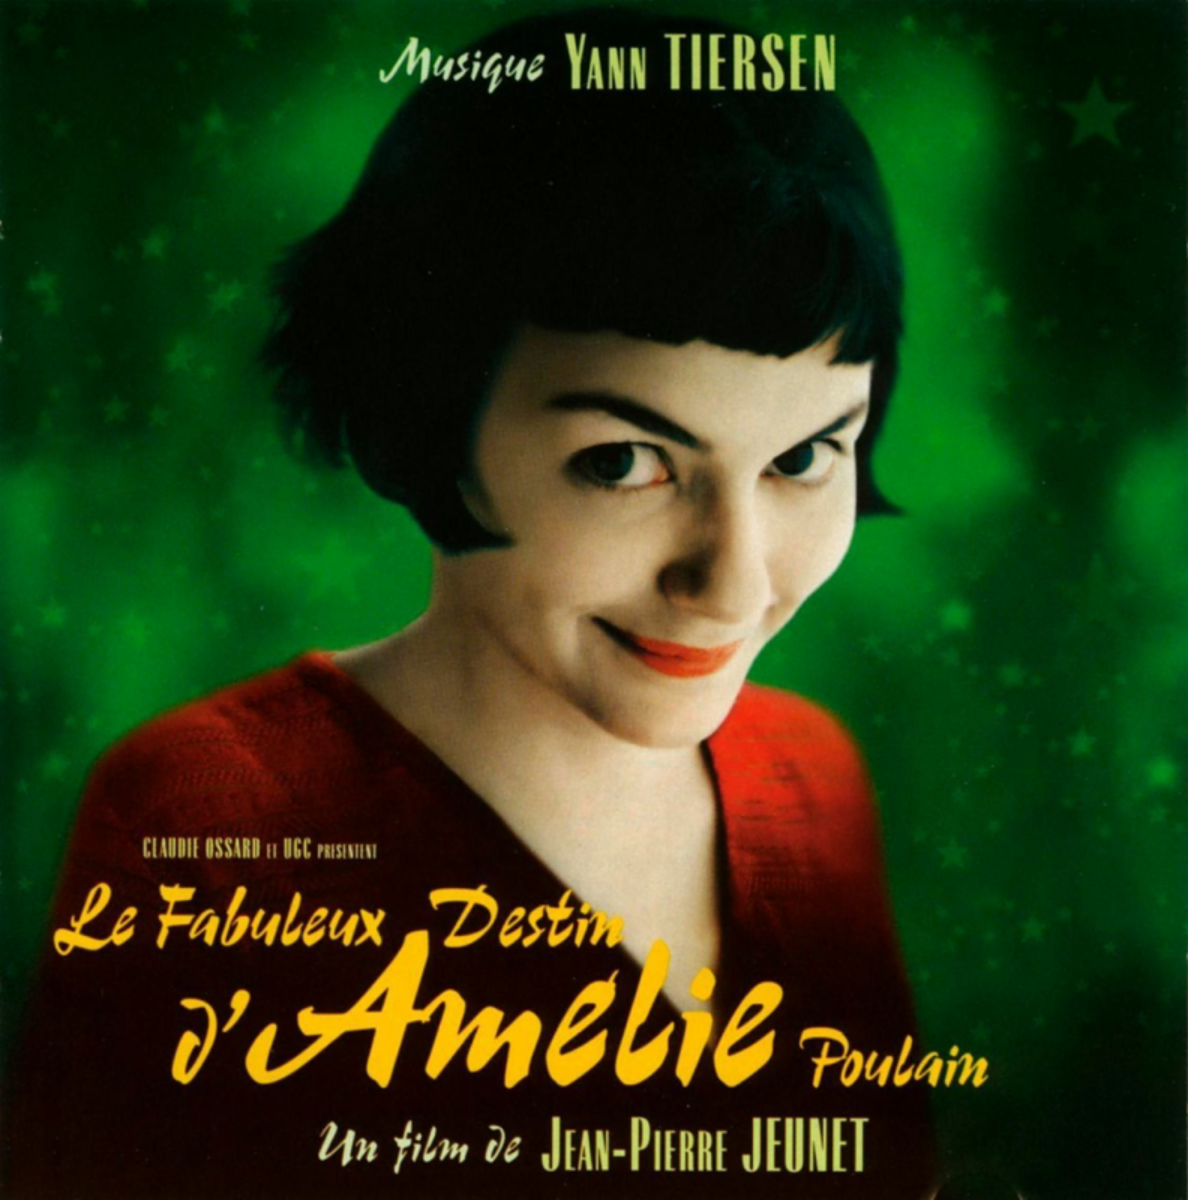 Musique Yann TIERSEN
CLAUDIE OSSARD ET UGC PRESENTENT
Le Fabuleux Destin
d'Amélie Poulain
Un film de Jean-Pierre JEUNET